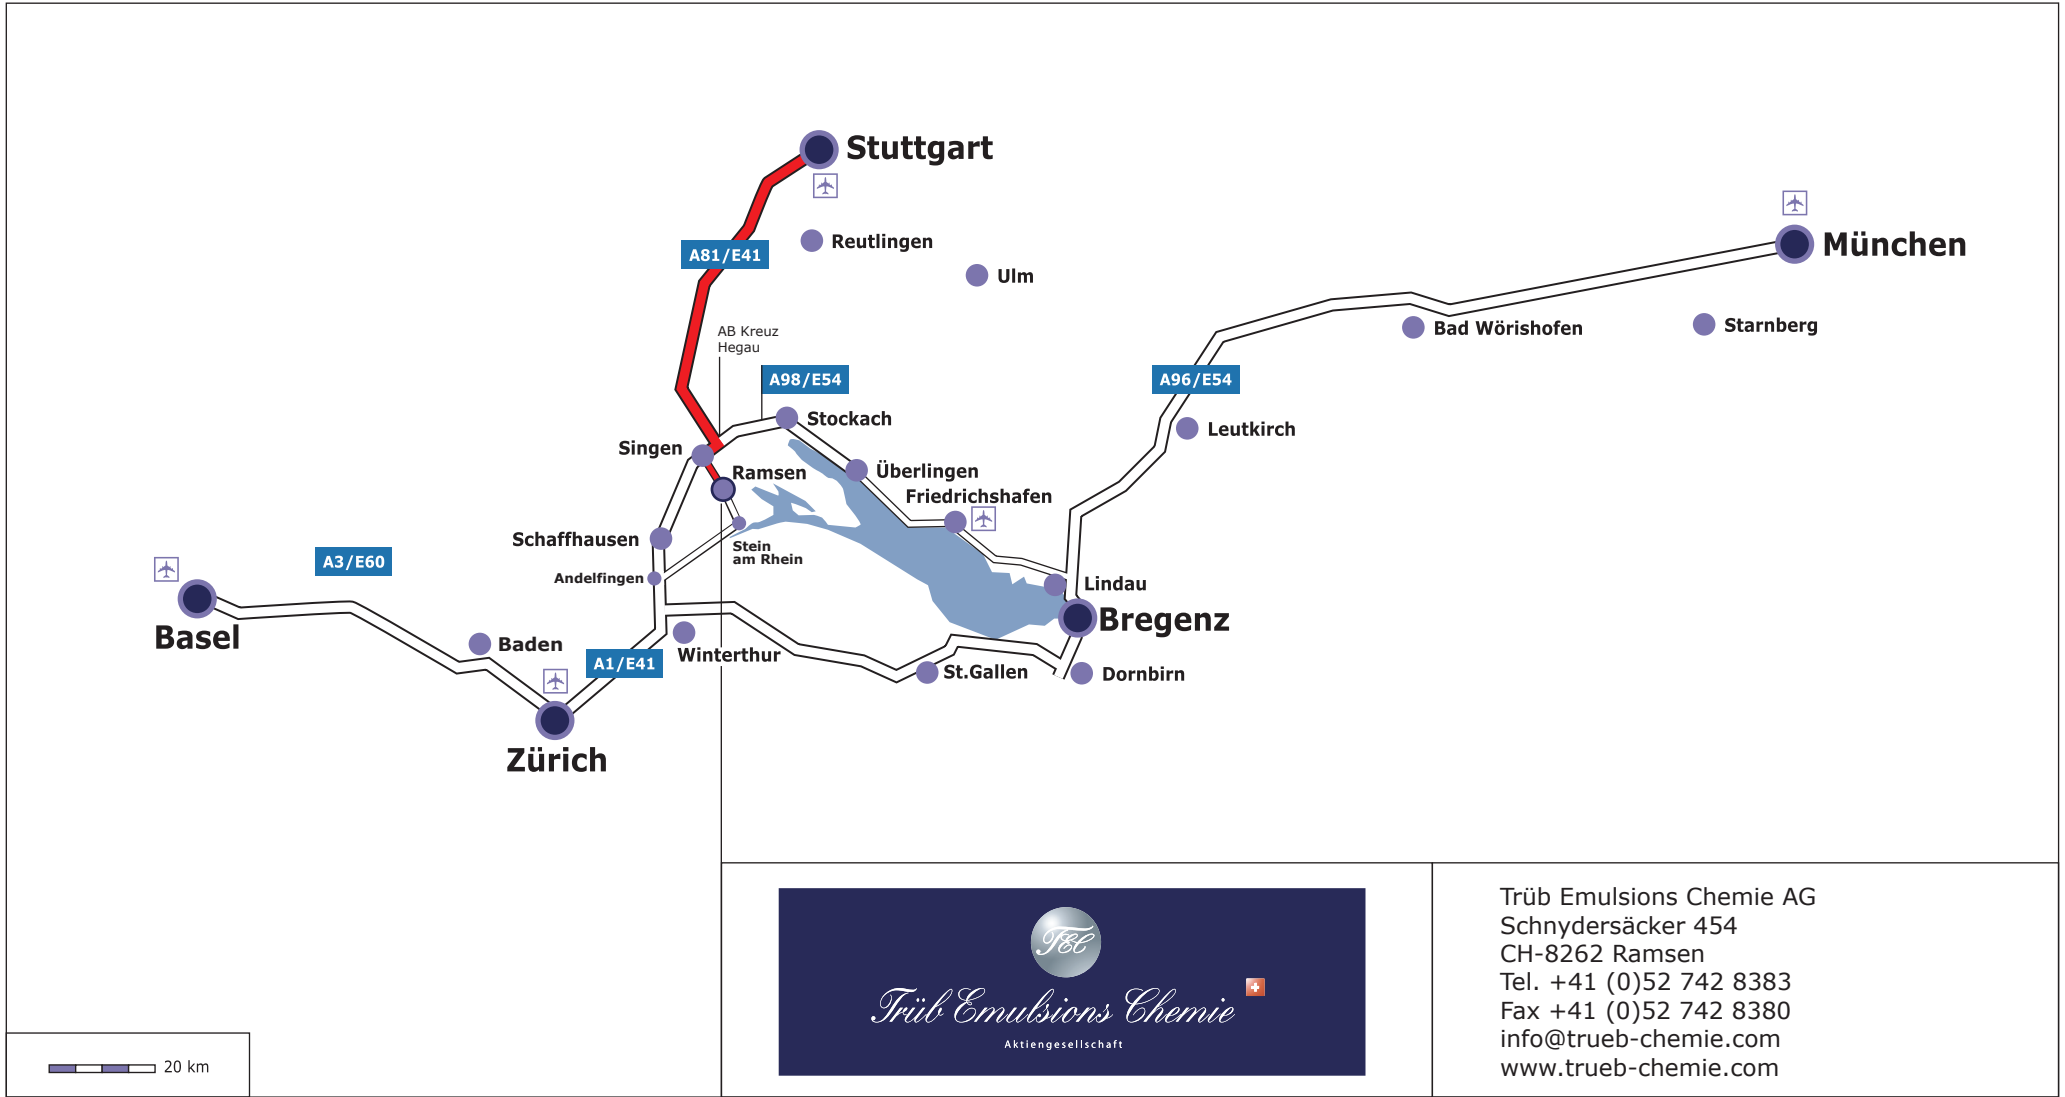 Stuttgart
München
Reutlingen
A81/E41
Ulm
AB Kreuz
Hegau
Bad Wörishofen
Starnberg
A98/E54
A96/E54
Stockach
Leutkirch
Singen
Ramsen
Überlingen
Friedrichshafen
Schaffhausen
Stein
am Rhein
A3/E60
Andelfingen
Lindau
Basel
Bregenz
Baden
A1/E41
Winterthur
St.Gallen
Dornbirn
Zürich
TEC
Trüb Emulsions Chemie
Aktiengesellschaft
Trüb Emulsions Chemie AG
Schnydersäcker 454
CH-8262 Ramsen
Tel. +41 (0)52 742 8383
Fax +41 (0)52 742 8380
info@trueb-chemie.com
www.trueb-chemie.com
20 km